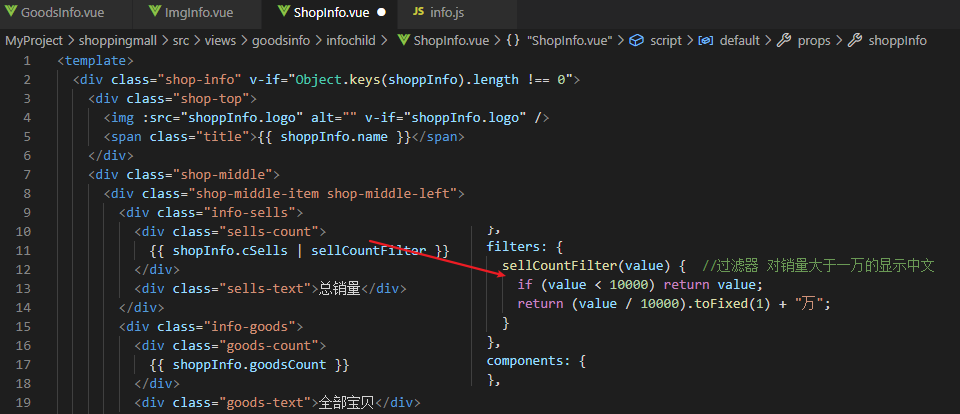 GoodsInfo.vue ImgInfo.vue ShopInfo.vue JS info.js
MyProject > shoppingmall > src > views > goodsinfo > infochild > ShopInfo.vue > {} "ShopInfo.vue" > script > default > props > shoppInfo
1 <template>
2 <div class="shop-info" v-if="Object.keys(shoppInfo).length !== 0">
3 <div class="shop-top">
4 <img :src="shoppInfo.logo" alt="" v-if="shoppInfo.logo" />
5 <span class="title">{{ shoppInfo.name }}</span>
6 </div>
7 <div class="shop-middle">
8 <div class="shop-middle-item shop-middle-left">
9 <div class="info-sells">
10 <div class="sells-count">
11 {{ shopInfo.cSells | sellCountFilter }}
12 </div>
13 <div class="sells-text">总销量</div>
14 </div>
15 <div class="info-goods">
16 <div class="goods-count">
17 {{ shoppInfo.goodsCount }}
18 </div>
19 <div class="goods-text">全部宝贝</div>
},
filters: {
sellCountFilter(value) { //过滤器 对销量大于一万的显示中文
if (value < 10000) return value;
return (value / 10000).toFixed(1) + "万";
}
},
components: {
},